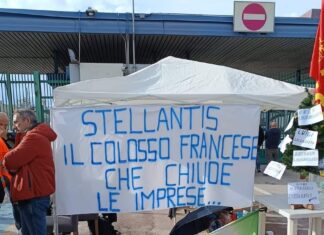 STELLANTIS
IL COLOSSO FRANCESE
CHE CHIUDE
LE IMPRESE...